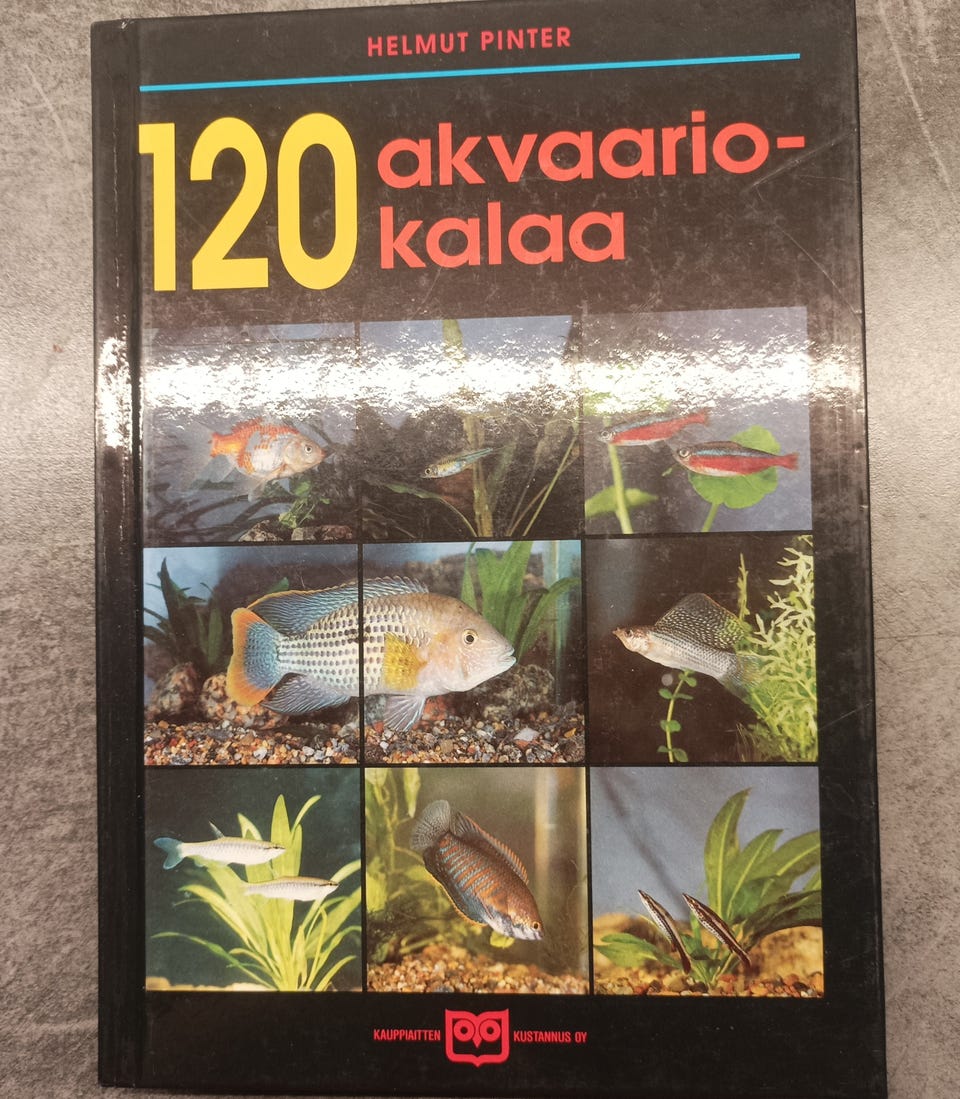 HELMUT PINTER
120 akvaario-
kalaa
KAUPPIAITTEN KUSTANNUS OY